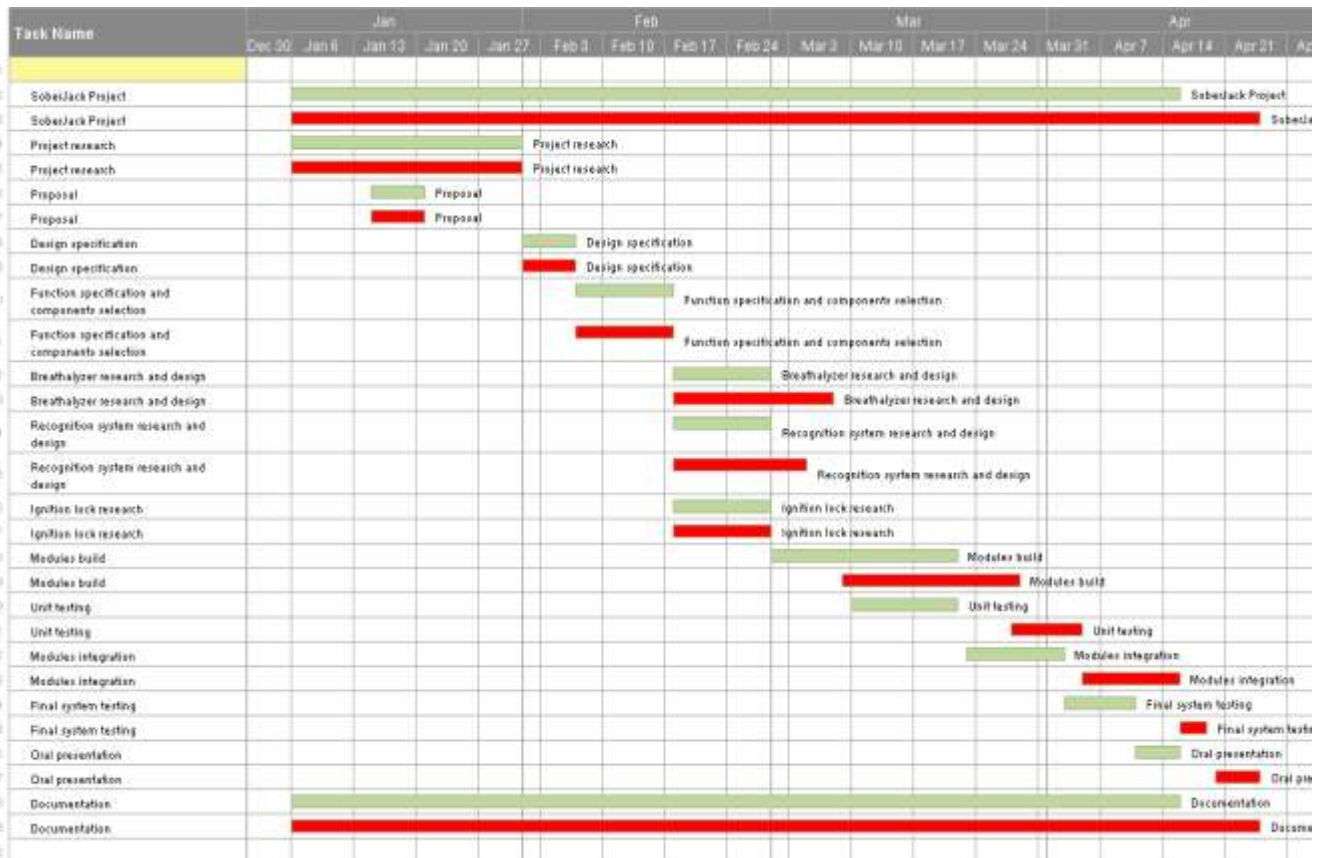 Task Name
Jan Feb Mar Apr
Dec 30 Jan 6 Jan 13 Jan 20 Jan 27 Feb 3 Feb 10 Feb 17 Feb 24 Mar 3 Mar 10 Mar 17 Mar 24 Mar 31 Apr 7 Apr 14 Apr 21
SoberJack Project SoberJack Project
SoberJack Project
Project research Project research
Project research Project research
Proposal Proposal
Proposal Proposal
Design specification Design specification
Design specification Design specification
Function specification and
components selection Function specification and components selection
Function specification and
components selection Function specification and components selection
Breathalyzer research and design Breathalyzer research and design
Breathalyzer research and design Breathalyzer research and design
Recognition system research and
design Recognition system research and design
Recognition system research and
design Recognition system research and design
Ignition lock research Ignition lock research
Ignition lock research Ignition lock research
Modules build Modules build
Modules build Modules build
Unit testing Unit testing
Unit testing Unit testing
Modules integration Modules integration
Modules integration Modules integration
Final system testing Final system testing
Final system testing Final system
Oral presentation Oral presentation
Oral presentation Oral
Documentation Documentation
Documentation